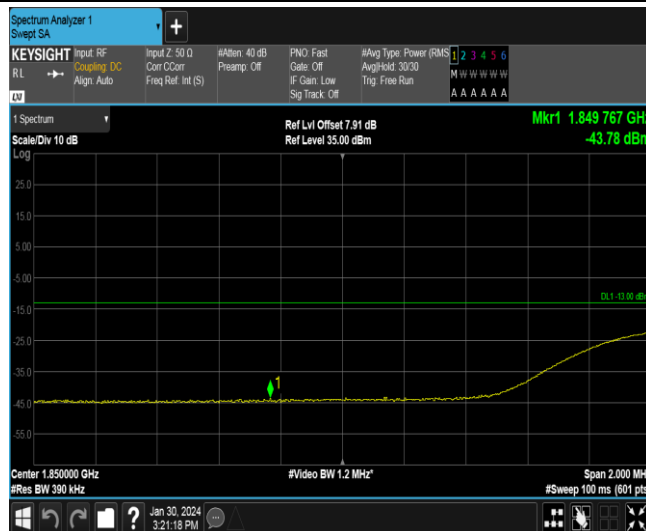 Spectrum Analyzer 1
Swept SA
KEYSIGHT
RL
Input: RF
Coupling: DC
Align: Auto
Input Z: 50 Ω
Corr CCorr
Freq Ref: Int (S)
#Atten: 40 dB
Preamp: Off
PNO: Fast
Gate: Off
IF Gain: Low
Sig Track: Off
#Avg Type: Power (RMS
Avg|Hold: 30/30
Trig: Free Run
1 2 3 4 5 6
M W W W W W
A A A A A A
1 Spectrum
Scale/Div 10 dB
Ref Lvl Offset 7.91 dB
Ref Level 35.00 dBm
Mkr1 1.849 767 GHz
-43.78 dBm
Log
25.0
15.0
5.00
-5.00
DL1 -13.00 dBm
-15.0
-25.0
-35.0
1
-45.0
-55.0
Center 1.850000 GHz
#Video BW 1.2 MHz*
Span 2.000 MH
#Res BW 390 kHz
#Sweep 100 ms (601 pts
Jan 30, 2024
3:21:18 PM